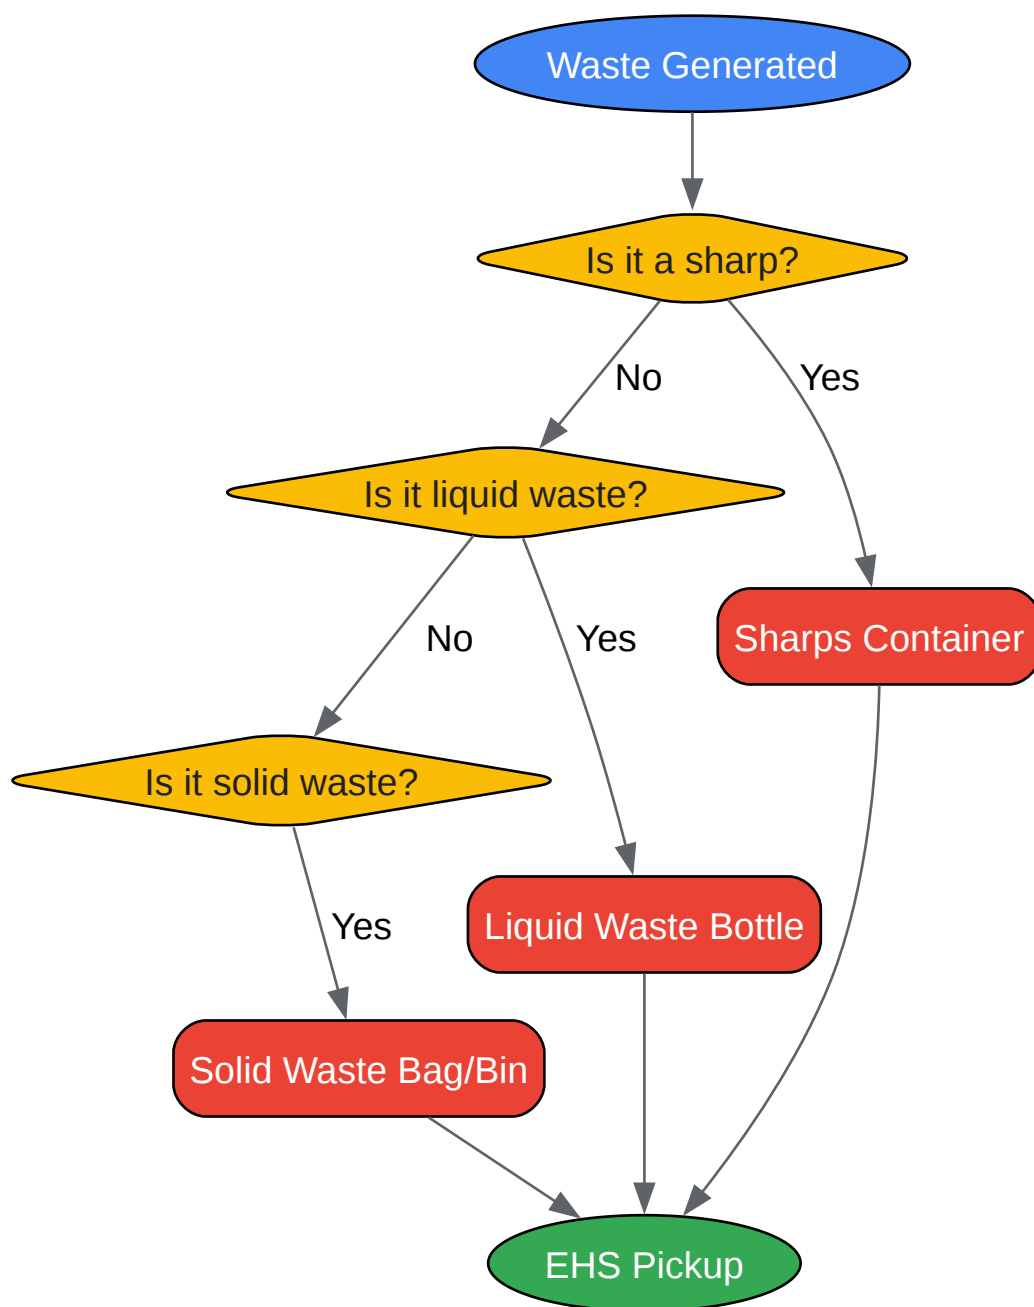 Waste Generated
Is it a sharp?
No
Yes
Is it liquid waste?
No
Yes
Sharps Container
Is it solid waste?
Yes
Liquid Waste Bottle
Solid Waste Bag/Bin
EHS Pickup